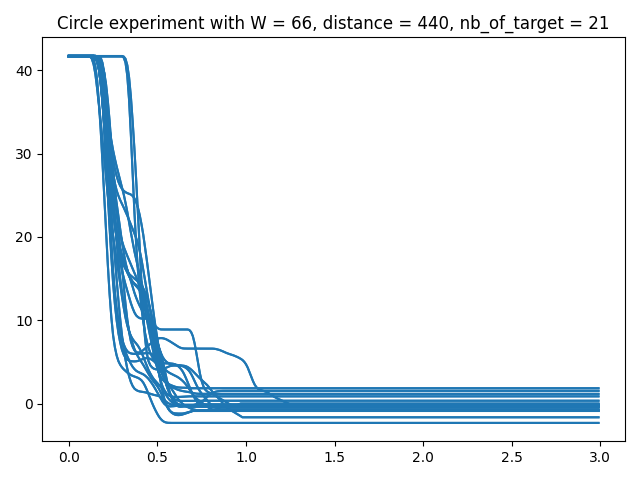 Circle experiment with W = 66, distance = 440, nb_of_target = 21
40
30
20
10
0
0.0 0.5 1.0 1.5 2.0 2.5 3.0